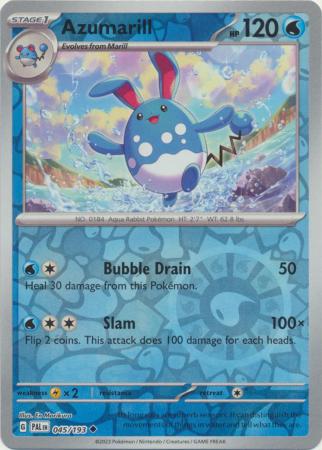 STAGE 1 Azumarill HP 120
Evolves from Marill
NO. 0184 Aqua Rabbit Pokémon HT: 2'7" WT: 62.8 lbs
Bubble Drain 50
Heal 30 damage from this Pokémon.
Slam 100×
Flip 2 coins. This attack does 100 damage for each heads.
weakness ×2 resistance retreat
Illus. En Morikura
G PAL EN 045/193
©2023 Pokémon / Nintendo / Creatures / GAME FREAK